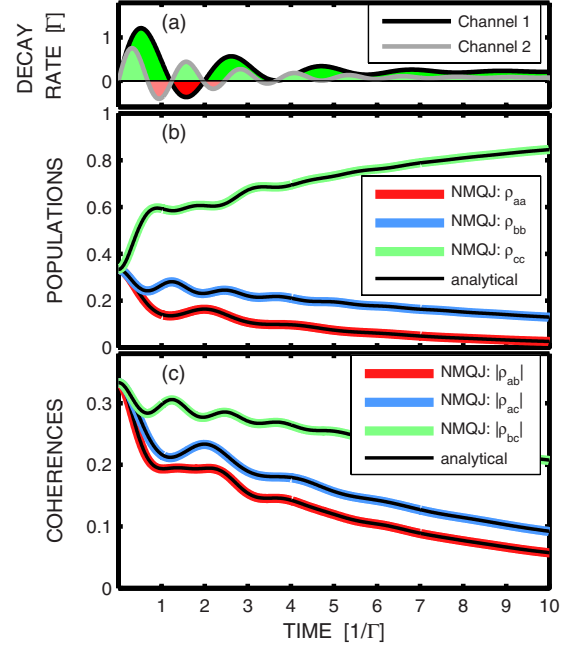 (a)
DECAY
RATE [Γ]
1
0
Channel 1
Channel 2
(b)
POPULATIONS
1
0.8
0.6
0.4
0.2
0
NMQJ: ρaa
NMQJ: ρbb
NMQJ: ρcc
analytical
(c)
COHERENCES
0.3
0.2
0.1
0
NMQJ: |ρab|
NMQJ: |ρac|
NMQJ: |ρbc|
analytical
1 2 3 4 5 6 7 8 9 10
TIME [1/Γ]